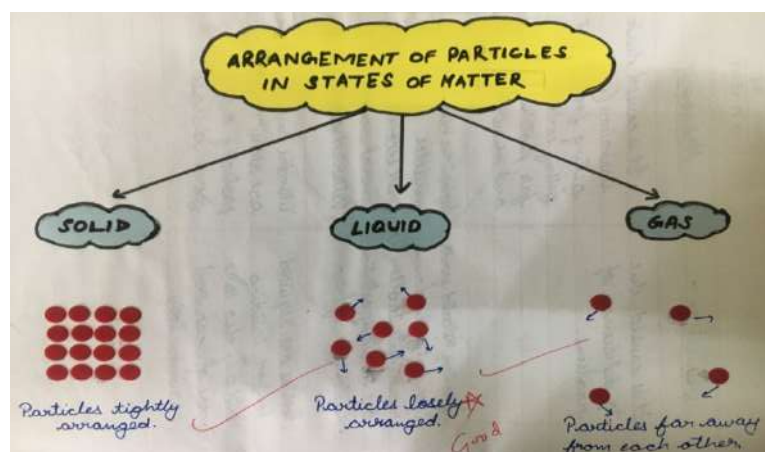 ARRANGEMENT OF PARTICLES
IN STATES OF MATTER
SOLID
LIQUID
GAS
Particles tightly
arranged.
Particles losely
arranged.
Good
Particles far away
from each other.